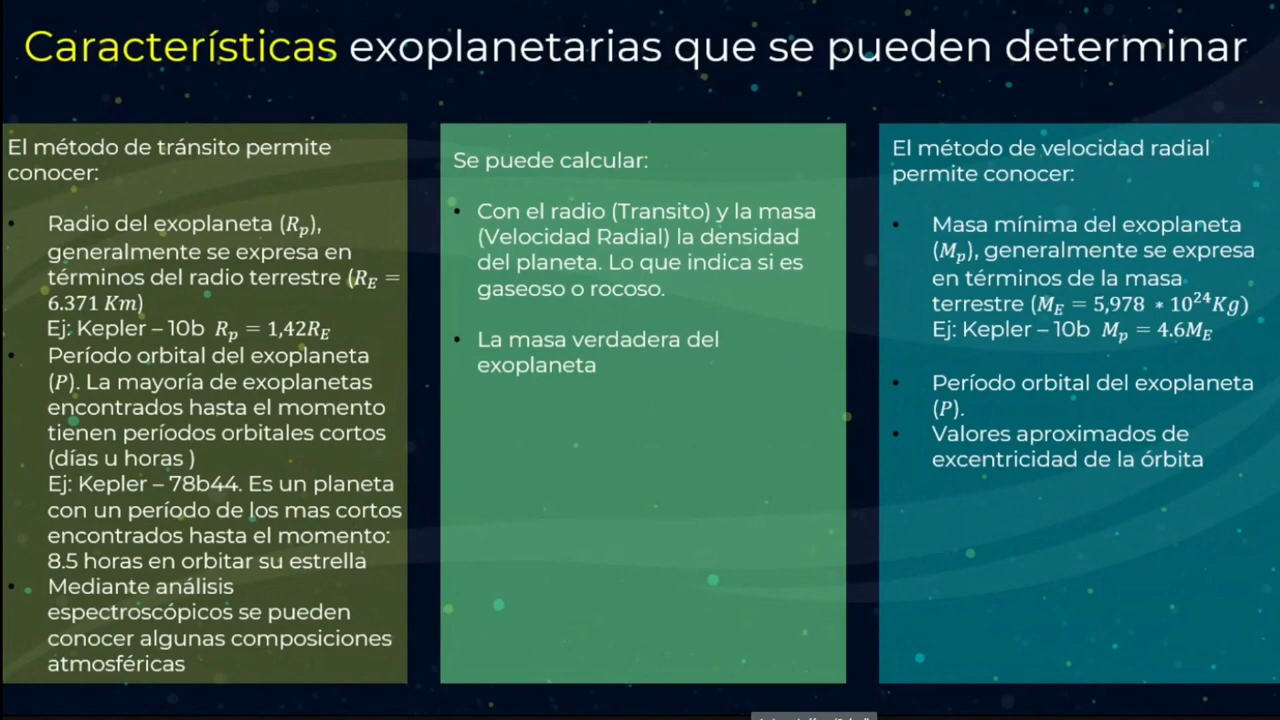 Características exoplanetarias que se pueden determinar
El método de tránsito permite
conocer:
• Radio del exoplaneta (R_p),
generalmente se expresa en
términos del radio terrestre (R_E =
6.371 Km)
Ej: Kepler – 10b R_p = 1,42R_E
• Período orbital del exoplaneta
(P). La mayoría de exoplanetas
encontrados hasta el momento
tienen períodos orbitales cortos
(días u horas )
Ej: Kepler – 78b44. Es un planeta
con un período de los mas cortos
encontrados hasta el momento:
8.5 horas en orbitar su estrella
• Mediante análisis
espectroscópicos se pueden
conocer algunas composiciones
atmosféricas
Se puede calcular:
• Con el radio (Transito) y la masa
(Velocidad Radial) la densidad
del planeta. Lo que indica si es
gaseoso o rocoso.
• La masa verdadera del
exoplaneta
El método de velocidad radial
permite conocer:
• Masa mínima del exoplaneta
(M_p), generalmente se expresa
en términos de la masa
terrestre (M_E = 5,978 * 10^24 Kg)
Ej: Kepler – 10b M_p = 4.6M_E
• Período orbital del exoplaneta
(P).
• Valores aproximados de
excentricidad de la órbita